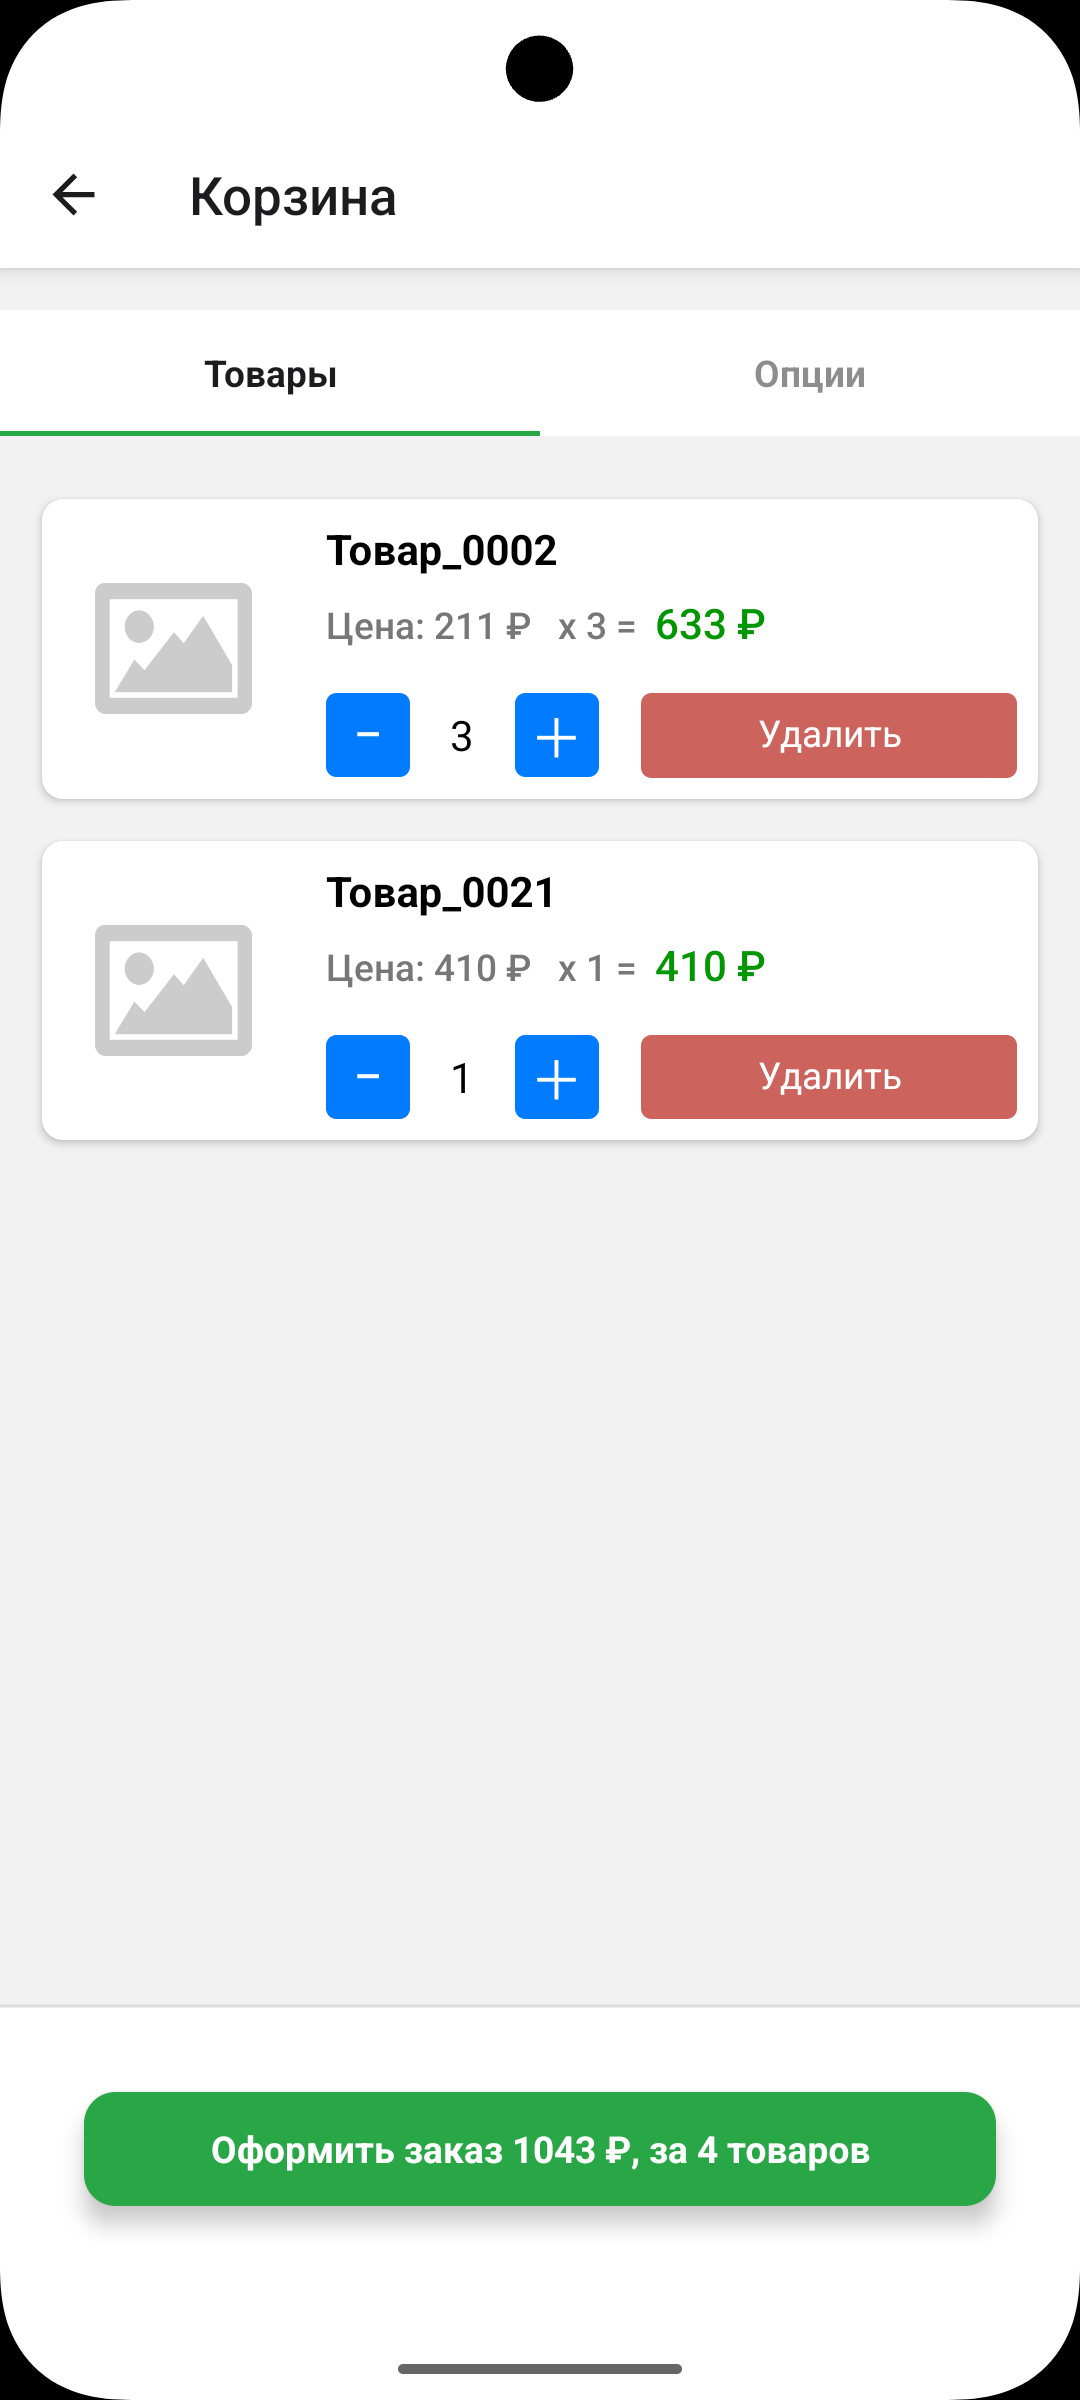 Корзина
Товары Опции
Товар_0002
Цена: 211 ₽ x 3 = 633 ₽
− 3 + Удалить
Товар_0021
Цена: 410 ₽ x 1 = 410 ₽
− 1 + Удалить
Оформить заказ 1043 ₽, за 4 товаров